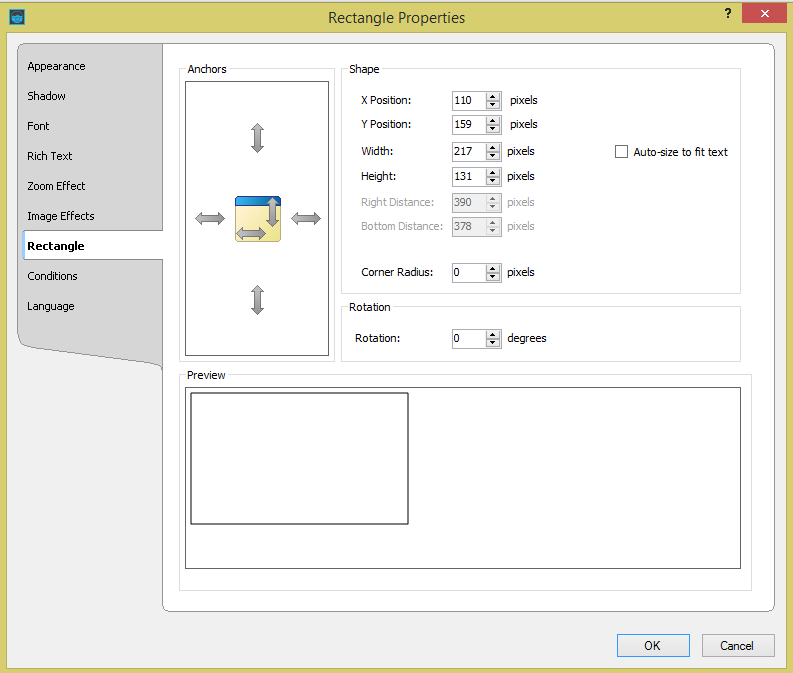 Rectangle Properties
?
Appearance
Shadow
Font
Rich Text
Zoom Effect
Image Effects
Rectangle
Conditions
Language
Anchors
Shape
X Position: 110 pixels
Y Position: 159 pixels
Width: 217 pixels
Auto-size to fit text
Height: 131 pixels
Right Distance: 390 pixels
Bottom Distance: 378 pixels
Corner Radius: 0 pixels
Rotation
Rotation: 0 degrees
Preview
OK
Cancel